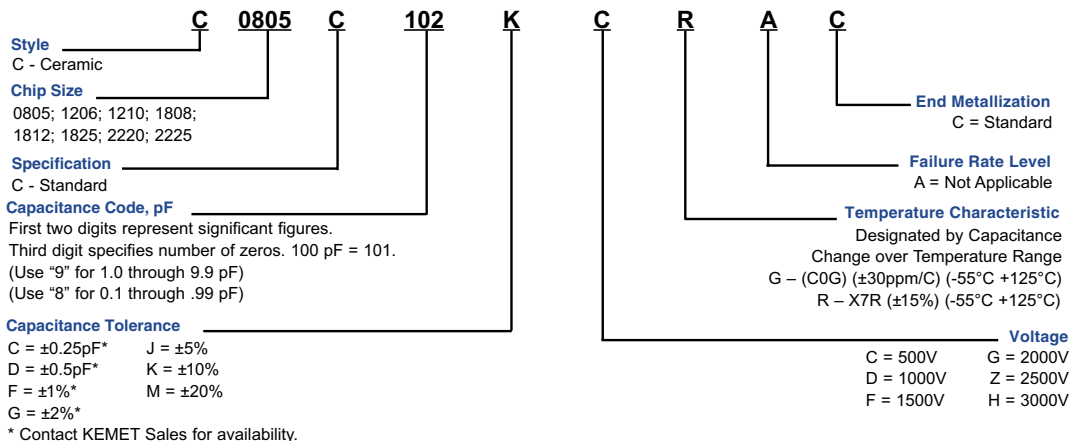 C 0805 C 102 K C R A C
Style
C - Ceramic
Chip Size
0805; 1206; 1210; 1808;
1812; 1825; 2220; 2225
Specification
C - Standard
Capacitance Code, pF
First two digits represent significant figures.
Third digit specifies number of zeros. 100 pF = 101.
(Use “9” for 1.0 through 9.9 pF)
(Use “8” for 0.1 through .99 pF)
Capacitance Tolerance
C = ±0.25pF* J = ±5%
D = ±0.5pF* K = ±10%
F = ±1%* M = ±20%
G = ±2%*
* Contact KEMET Sales for availability.
End Metallization
C = Standard
Failure Rate Level
A = Not Applicable
Temperature Characteristic
Designated by Capacitance
Change over Temperature Range
G – (C0G) (±30ppm/C) (-55°C +125°C)
R – X7R (±15%) (-55°C +125°C)
Voltage
C = 500V G = 2000V
D = 1000V Z = 2500V
F = 1500V H = 3000V